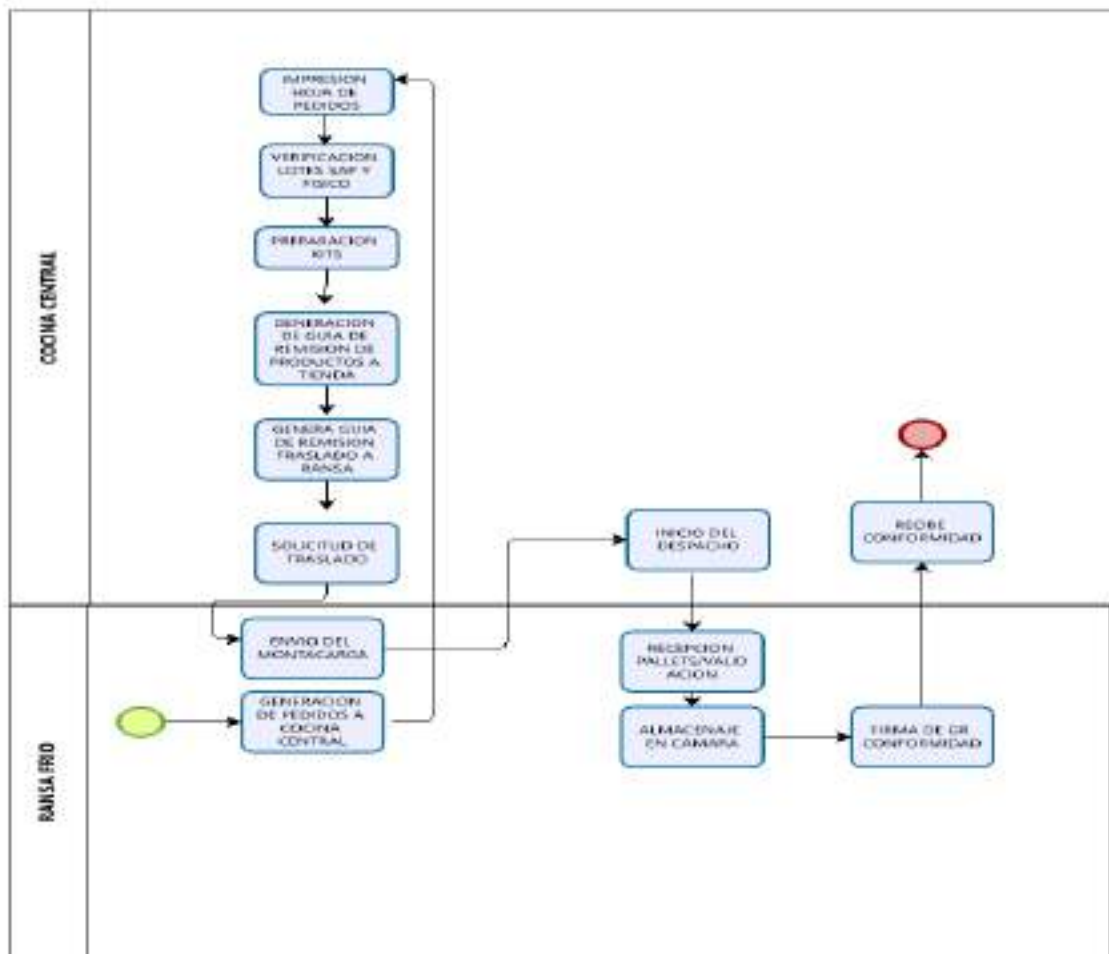 COCINA CENTRAL
IMPRESION
HOJA DE
PEDIDOS
VERIFICACION
LOTES SAP Y
FISICO
PREPARACION
KITS
GENERACION
DE GUIA DE
REMISION DE
PRODUCTOS A
TIENDA
GENERA GUIA
DE REMISION
TRASLADO A
RANSA
SOLICITUD DE
TRASLADO
INICIO DEL
DESPACHO
RECIBE
CONFORMIDAD
RANSA FRIO
ENVIO DEL
MONTACARGA
GENERACION
DE PEDIDOS A
COCINA
CENTRAL
RECEPCION
PALLETS/VALID
ACION
ALMACENAJE
EN CAMARA
FIRMA DE GR
CONFORMIDAD